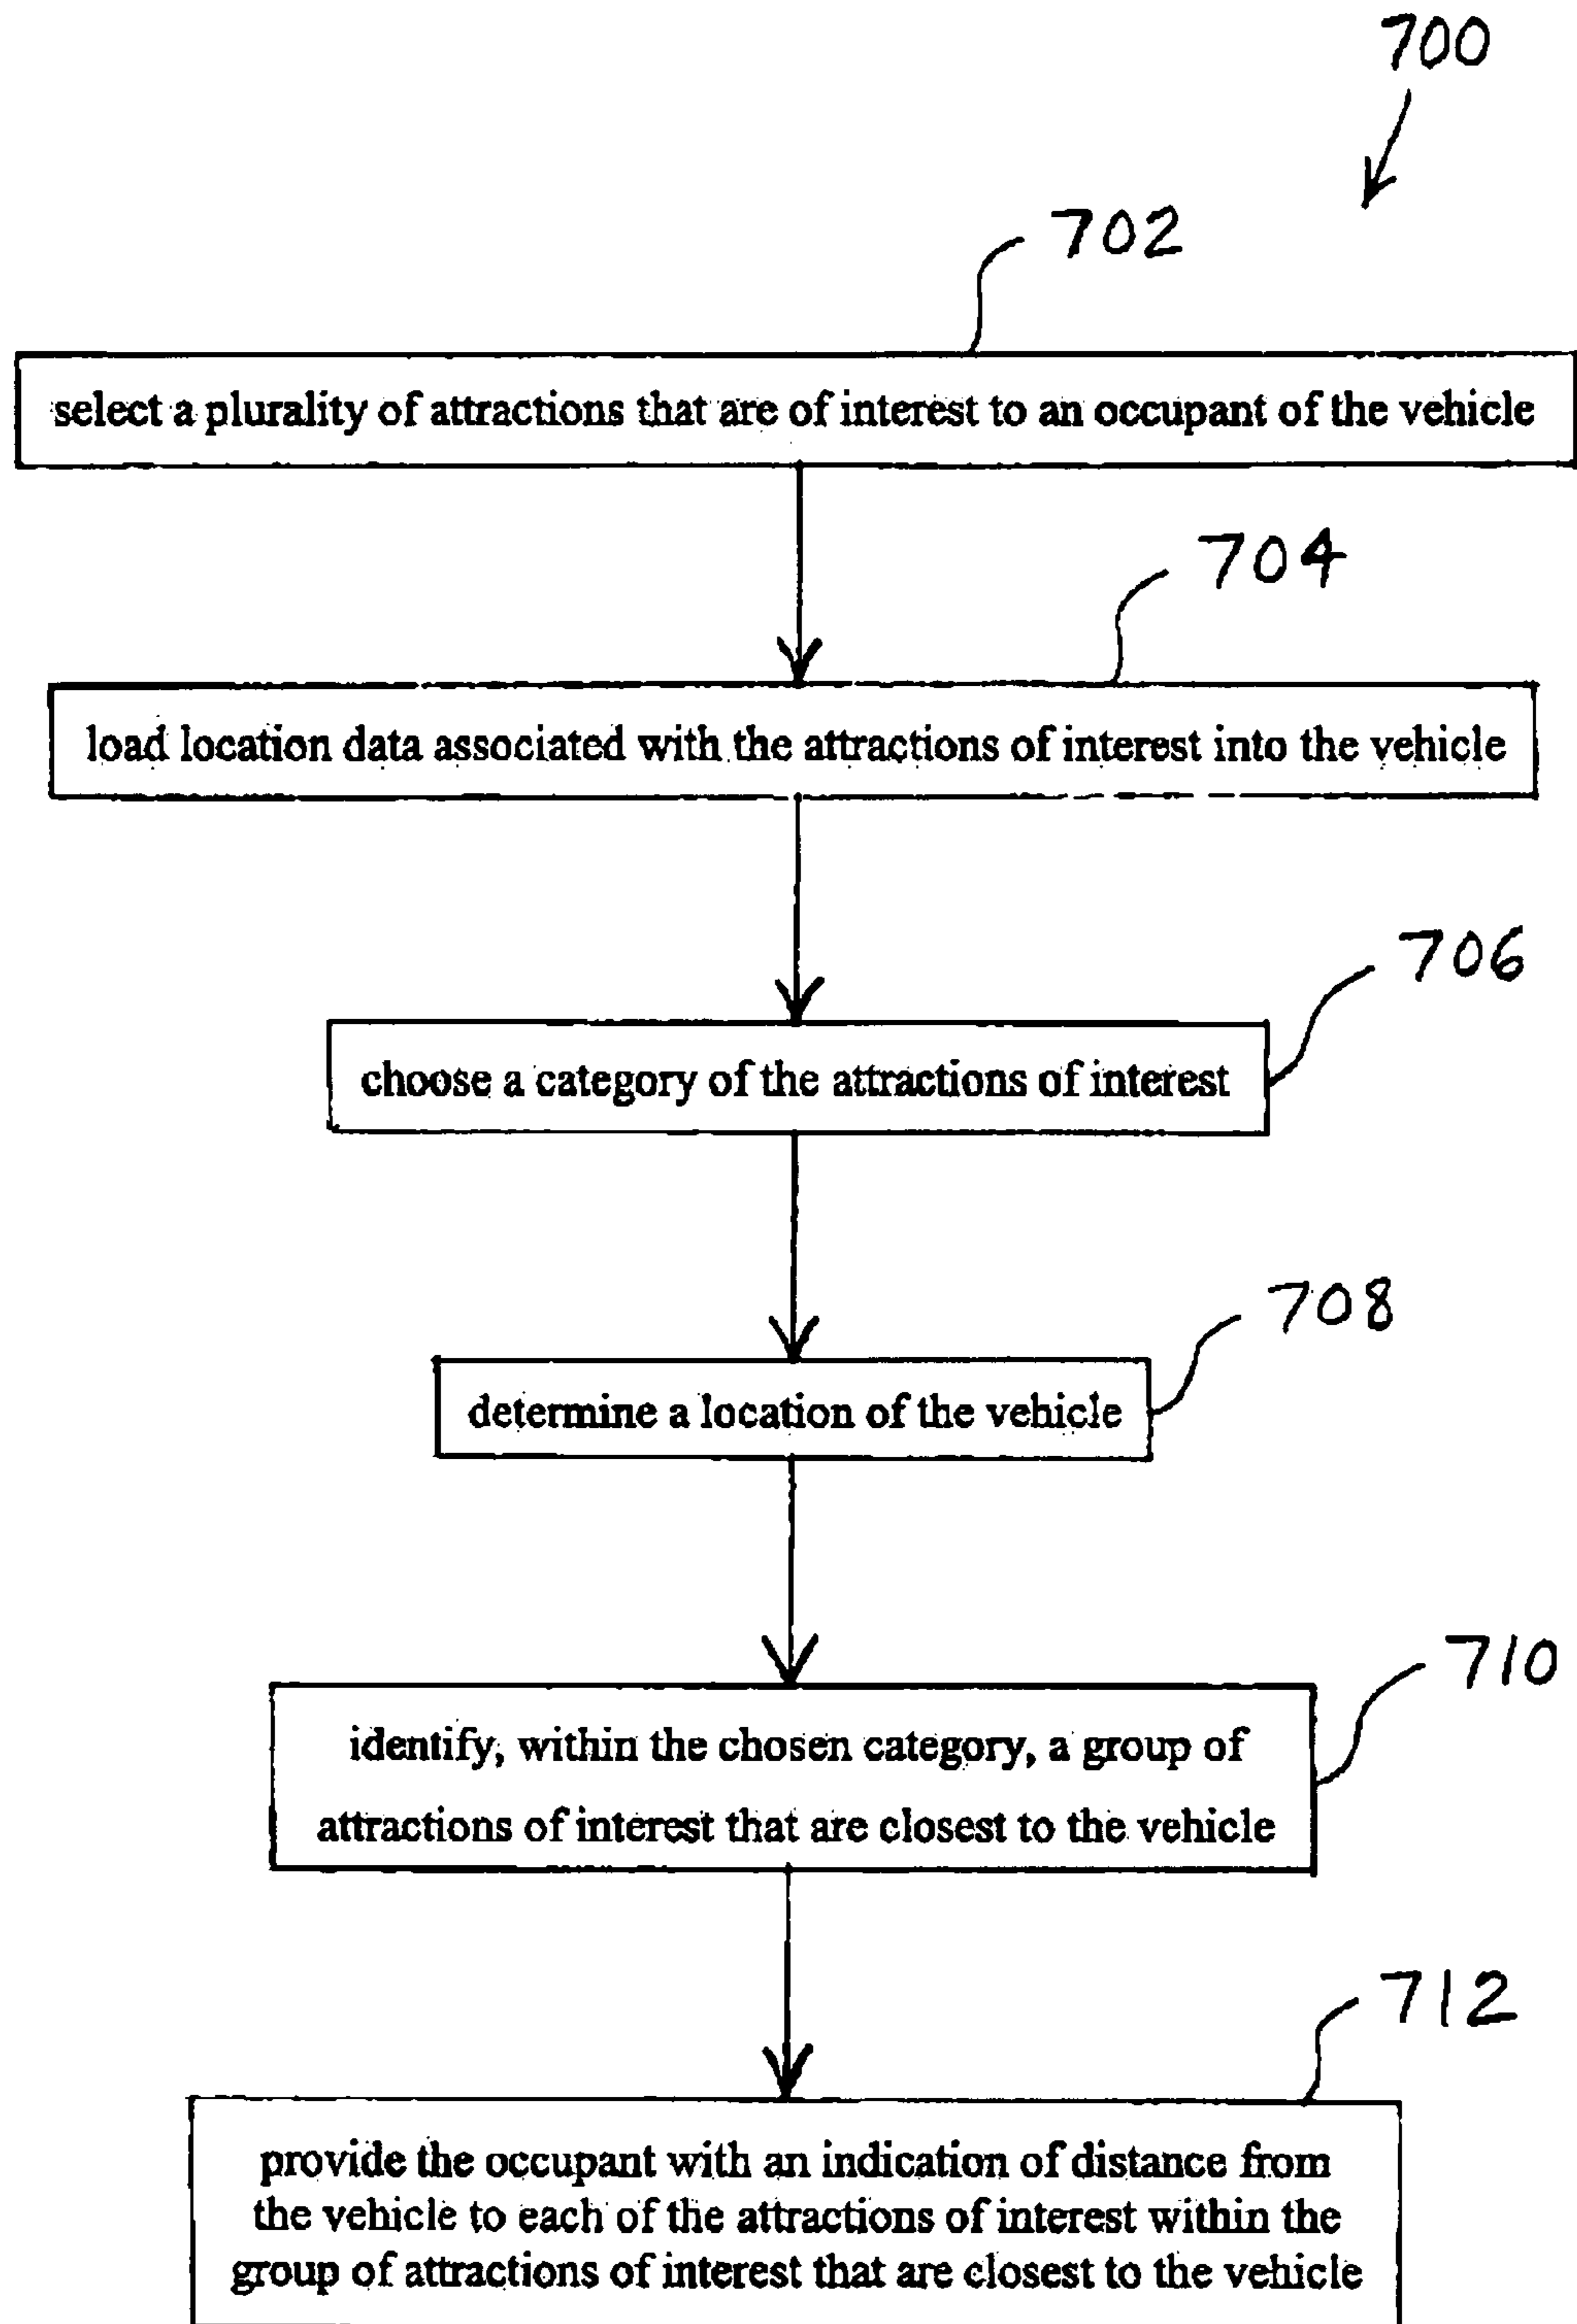 700
702
select a plurality of attractions that are of interest to an occupant of the vehicle
704
load location data associated with the attractions of interest into the vehicle
706
choose a category of the attractions of interest
708
determine a location of the vehicle
710
identify, within the chosen category, a group of
attractions of interest that are closest to the vehicle
712
provide the occupant with an indication of distance from
the vehicle to each of the attractions of interest within the
group of attractions of interest that are closest to the vehicle